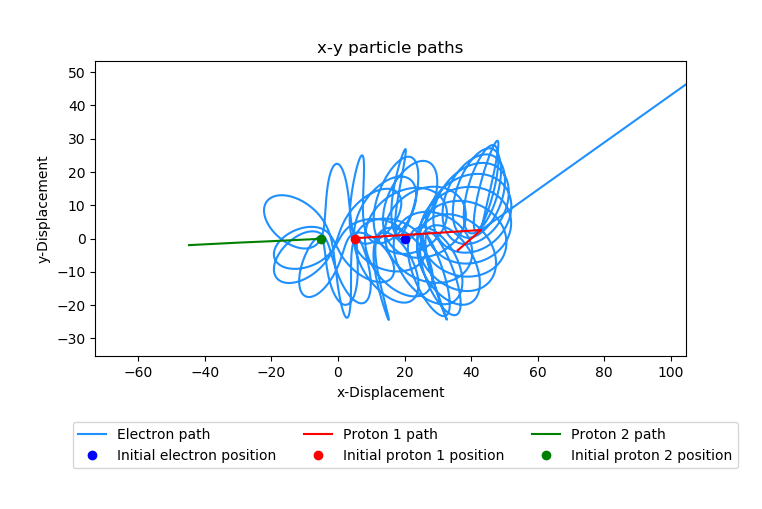 x-y particle paths
50
40
30
20
10
0
−10
−20
−30
y-Displacement
−60 −40 −20 0 20 40 60 80 100
x-Displacement
Electron path Proton 1 path Proton 2 path
Initial electron position Initial proton 1 position Initial proton 2 position